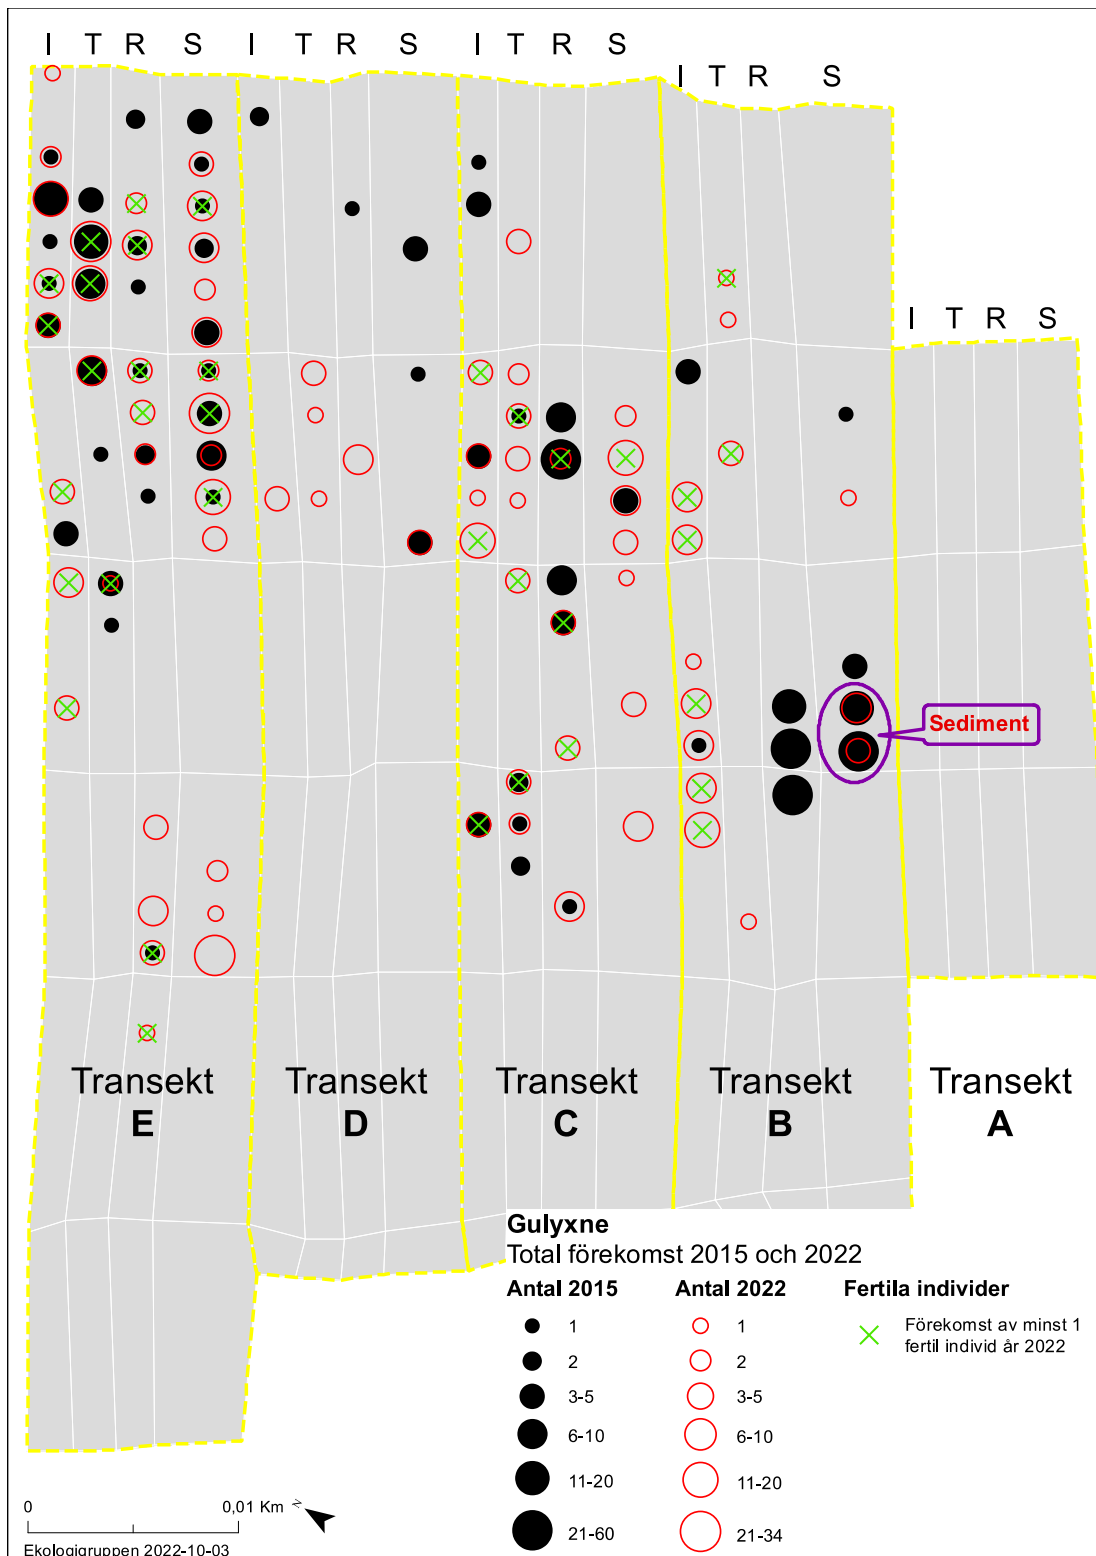 I T R S I T R S I T R S
I T R S
I T R S
Sediment
Transekt Transekt Transekt Transekt Transekt
E D C B A
Gulyxne
Total förekomst 2015 och 2022
Antal 2015 Antal 2022 Fertila individer
1 1 Förekomst av minst 1
fertil individ år 2022
2 2
3-5 3-5
6-10 6-10
11-20 11-20
21-60 21-34
0 0,01 Km N
Ekologigruppen 2022-10-03